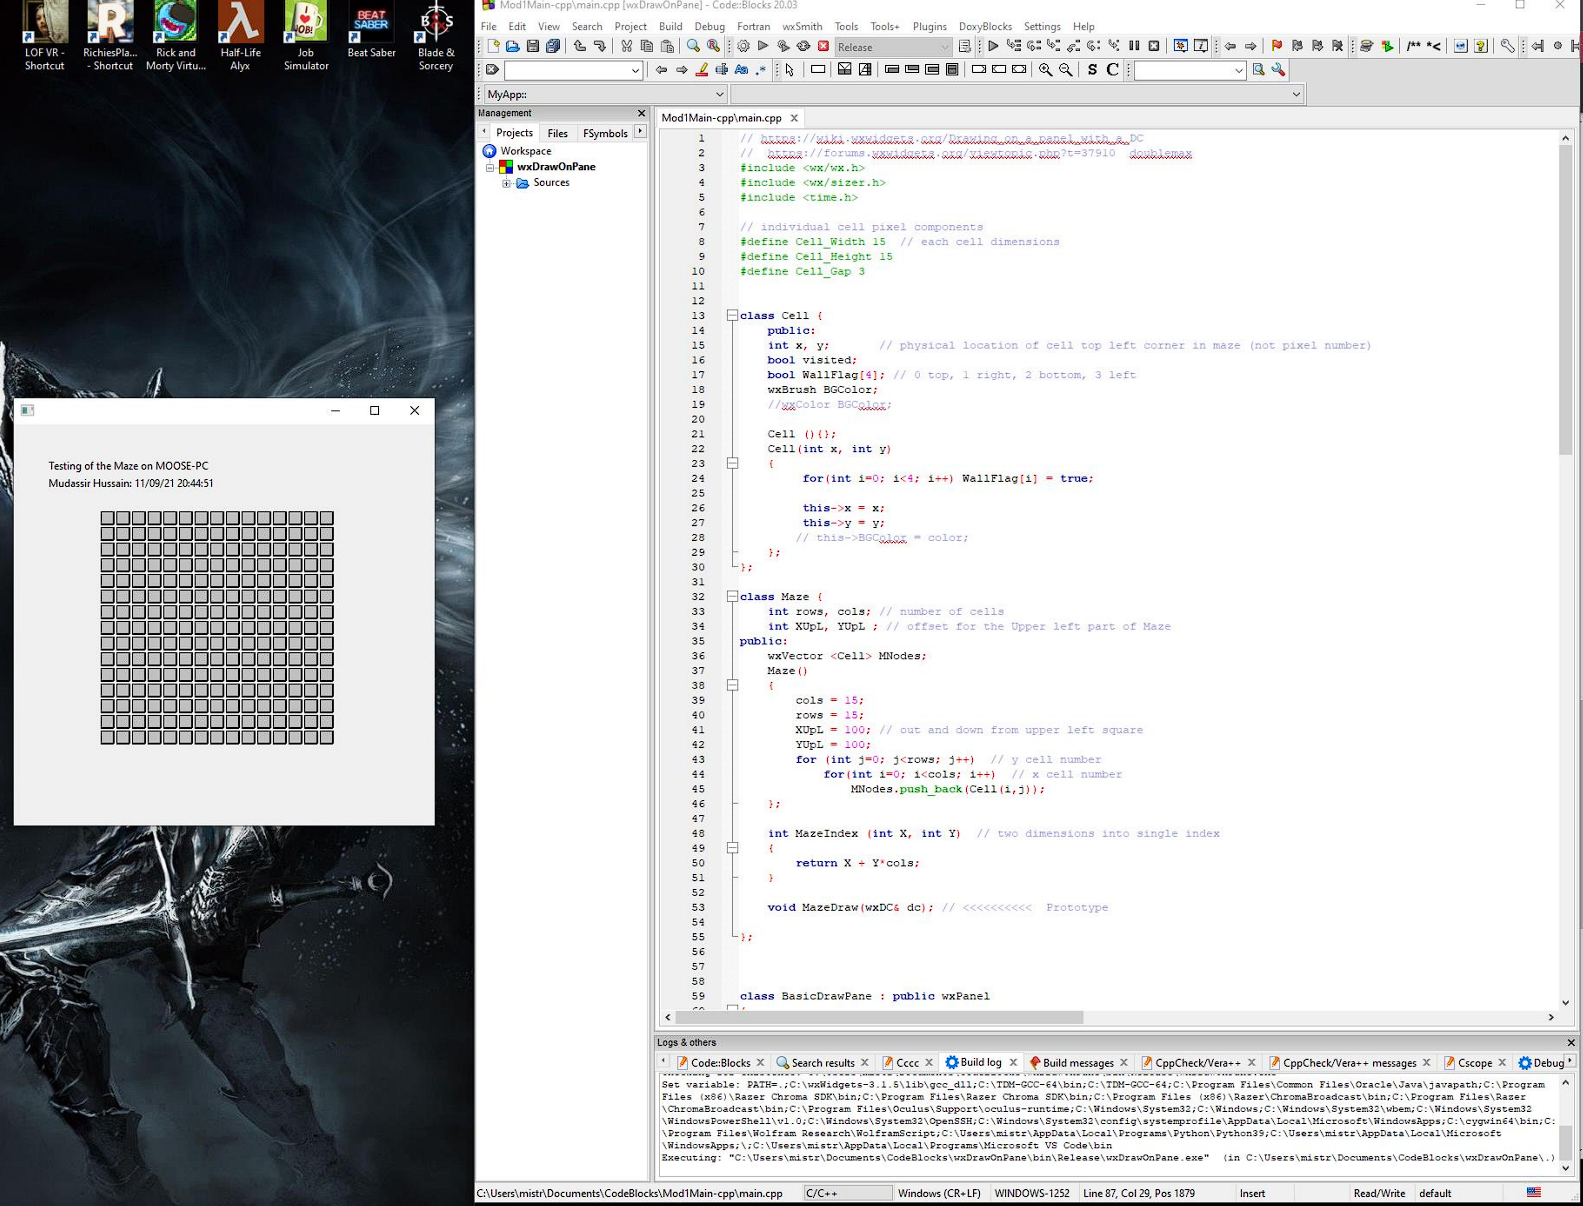 LOF VR - Shortcut
RichiesPla... - Shortcut
Rick and Morty Virtu...
Half-Life Alyx
Job Simulator
Beat Saber
Blade & Sorcery
JOB!
BEAT SABER
Testing of the Maze on MOOSE-PC
Mudassir Hussain: 11/09/21 20:44:51
Mod1Main-cpp\main.cpp [wxDrawOnPane] - Code::Blocks 20.03
File Edit View Search Project Build Debug Fortran wxSmith Tools Tools+ Plugins DoxyBlocks Settings Help
Release
MyApp::
Management
Projects Files FSymbols
Workspace
wxDrawOnPane
Sources
Mod1Main-cpp\main.cpp
1 // https://wiki.wxwidgets.org/Drawing_on_a_panel_with_a_DC
2 // https://forums.wxwidgets.org/viewtopic.php?t=37910 doublemax
3 #include <wx/wx.h>
4 #include <wx/sizer.h>
5 #include <time.h>
6
7 // individual cell pixel components
8 #define Cell_Width 15 // each cell dimensions
9 #define Cell_Height 15
10 #define Cell_Gap 3
11
12
13 class Cell {
14 public:
15 int x, y; // physical location of cell top left corner in maze (not pixel number)
16 bool visited;
17 bool WallFlag[4]; // 0 top, 1 right, 2 bottom, 3 left
18 wxBrush BGColor;
19 //wxColor BGColor;
20
21 Cell (){};
22 Cell(int x, int y)
23 {
24 for(int i=0; i<4; i++) WallFlag[i] = true;
25
26 this->x = x;
27 this->y = y;
28 // this->BGColor = color;
29 };
30 };
31
32 class Maze {
33 int rows, cols; // number of cells
34 int XUpL, YUpL ; // offset for the Upper left part of Maze
35 public:
36 wxVector <Cell> MNodes;
37 Maze()
38 {
39 cols = 15;
40 rows = 15;
41 XUpL = 100; // out and down from upper left square
42 YUpL = 100;
43 for (int j=0; j<rows; j++) // y cell number
44 for(int i=0; i<cols; i++) // x cell number
45 MNodes.push_back(Cell(i,j));
46 };
47
48 int MazeIndex (int X, int Y) // two dimensions into single index
49 {
50 return X + Y*cols;
51 }
52
53 void MazeDraw(wxDC& dc); // <<<<<<<<<< Prototype
54
55 };
56
57
58
59 class BasicDrawPane : public wxPanel
Logs & others
Code::Blocks Search results Cccc Build log Build messages CppCheck/Vera++ CppCheck/Vera++ messages Cscope Debug
Set variable: PATH=.;C:\wxWidgets-3.1.5\lib\gcc_dll;C:\TDM-GCC-64\bin;C:\TDM-GCC-64;C:\Program Files\Common Files\Oracle\Java\javapath;C:\Program
Files (x86)\Razer Chroma SDK\bin;C:\Program Files\Razer Chroma SDK\bin;C:\Program Files (x86)\Razer\ChromaBroadcast\bin;C:\Program Files\Razer
\ChromaBroadcast\bin;C:\Program Files\Oculus\Support\oculus-runtime;C:\Windows\System32;C:\Windows;C:\Windows\System32\wbem;C:\Windows\System32
\WindowsPowerShell\v1.0;C:\Windows\System32\OpenSSH;C:\Windows\System32\config\systemprofile\AppData\Local\Microsoft\WindowsApps;C:\cygwin64\bin;C:
\Program Files\Wolfram Research\WolframScript;C:\Users\mistr\AppData\Local\Programs\Python\Python39;C:\Users\mistr\AppData\Local\Microsoft
\WindowsApps;\;C:\Users\mistr\AppData\Local\Programs\Microsoft VS Code\bin
Executing: "C:\Users\mistr\Documents\CodeBlocks\wxDrawOnPane\bin\Release\wxDrawOnPane.exe" (in C:\Users\mistr\Documents\CodeBlocks\wxDrawOnPane\.)
C:\Users\mistr\Documents\CodeBlocks\Mod1Main-cpp\main.cpp C/C++ Windows (CR+LF) WINDOWS-1252 Line 87, Col 29, Pos 1879 Insert Read/Write default